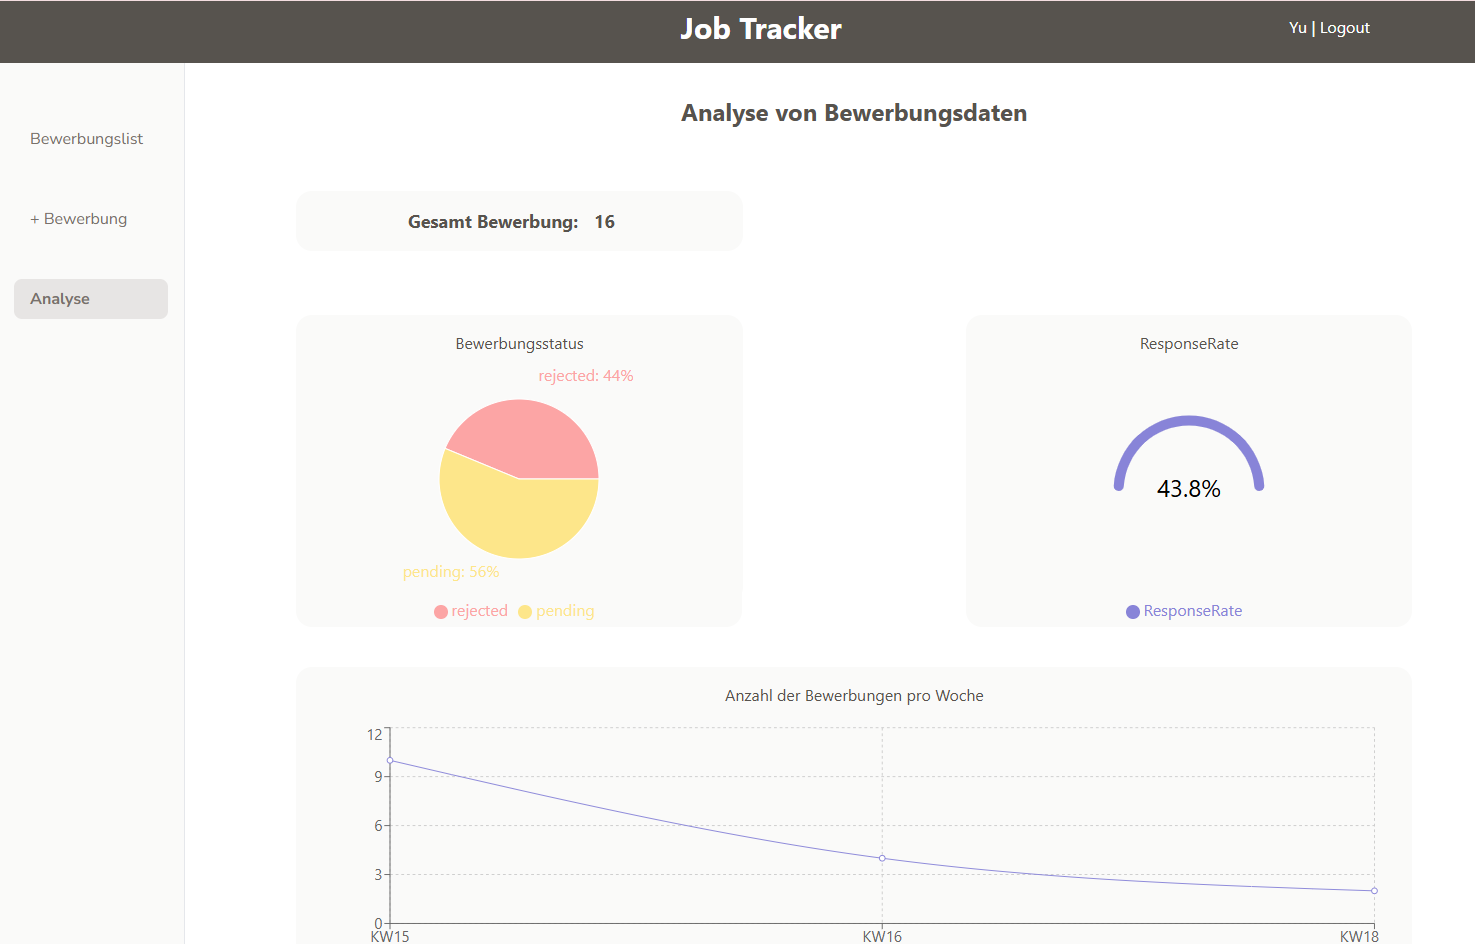 Job Tracker
Yu | Logout
Bewerbungslist
+ Bewerbung
Analyse
Analyse von Bewerbungsdaten
Gesamt Bewerbung: 16
Bewerbungsstatus
rejected: 44%
pending: 56%
rejected pending
ResponseRate
43.8%
ResponseRate
Anzahl der Bewerbungen pro Woche
12
9
6
3
0
KW15 KW16 KW18